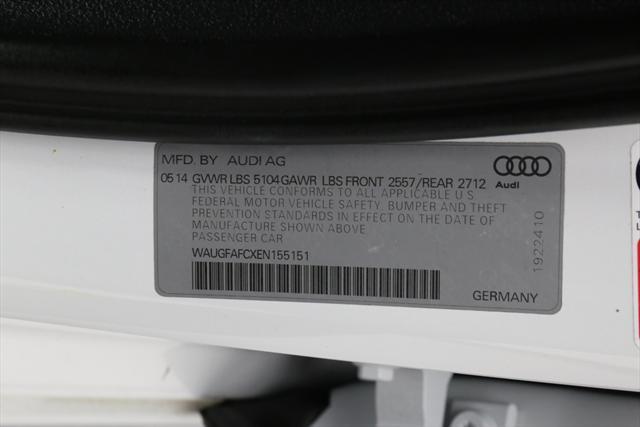 MFD. BY AUDI AG
05 14 GVWR LBS 5104 GAWR LBS FRONT 2557/REAR 2712
THIS VEHICLE CONFORMS TO ALL APPLICABLE U S
FEDERAL MOTOR VEHICLE SAFETY, BUMPER AND THEFT
PREVENTION STANDARDS IN EFFECT ON THE DATE OF
MANUFACTURE SHOWN ABOVE
PASSENGER CAR
WAUGFAFCXEN155151
GERMANY
Audi
1922410